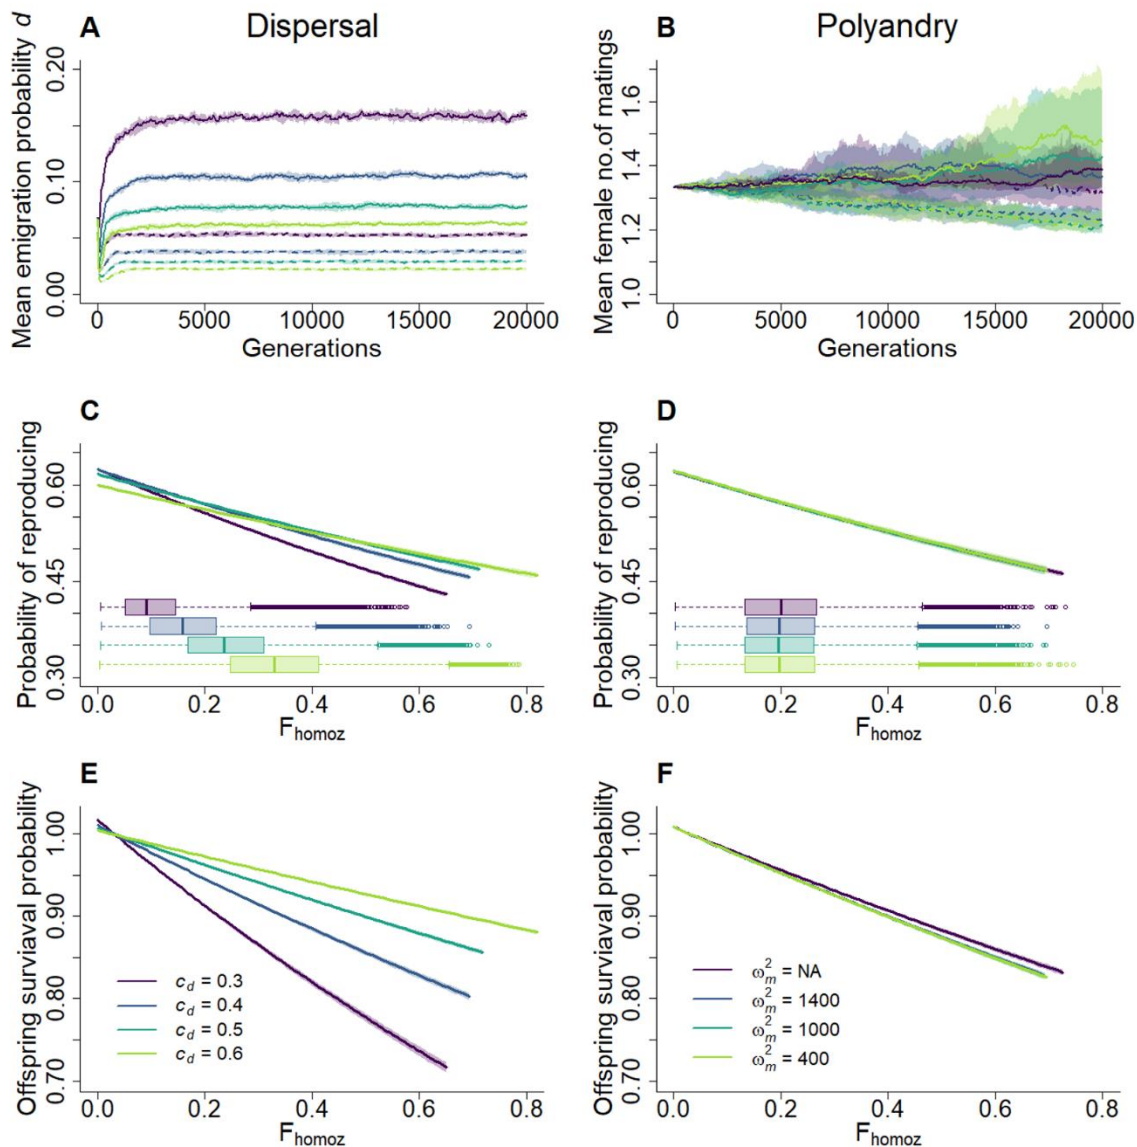 A Dispersal
Mean emigration probability d
0.00 0.10 0.20
0 5000 10000 15000 20000
Generations
B Polyandry
Mean female no.of matings
1.0 1.2 1.4 1.6
0 5000 10000 15000 20000
Generations
C
Probability of reproducing
0.30 0.45 0.60
0.0 0.2 0.4 0.6 0.8
F_homoz
D
Probability of reproducing
0.30 0.45 0.60
0.0 0.2 0.4 0.6 0.8
F_homoz
E
Offspring surviaval probability
0.70 0.80 0.90 1.00
c_d = 0.3
c_d = 0.4
c_d = 0.5
c_d = 0.6
0.0 0.2 0.4 0.6 0.8
F_homoz
F
Offspring surviaval probability
0.70 0.80 0.90 1.00
ω²_m = NA
ω²_m = 1400
ω²_m = 1000
ω²_m = 400
0.0 0.2 0.4 0.6 0.8
F_homoz